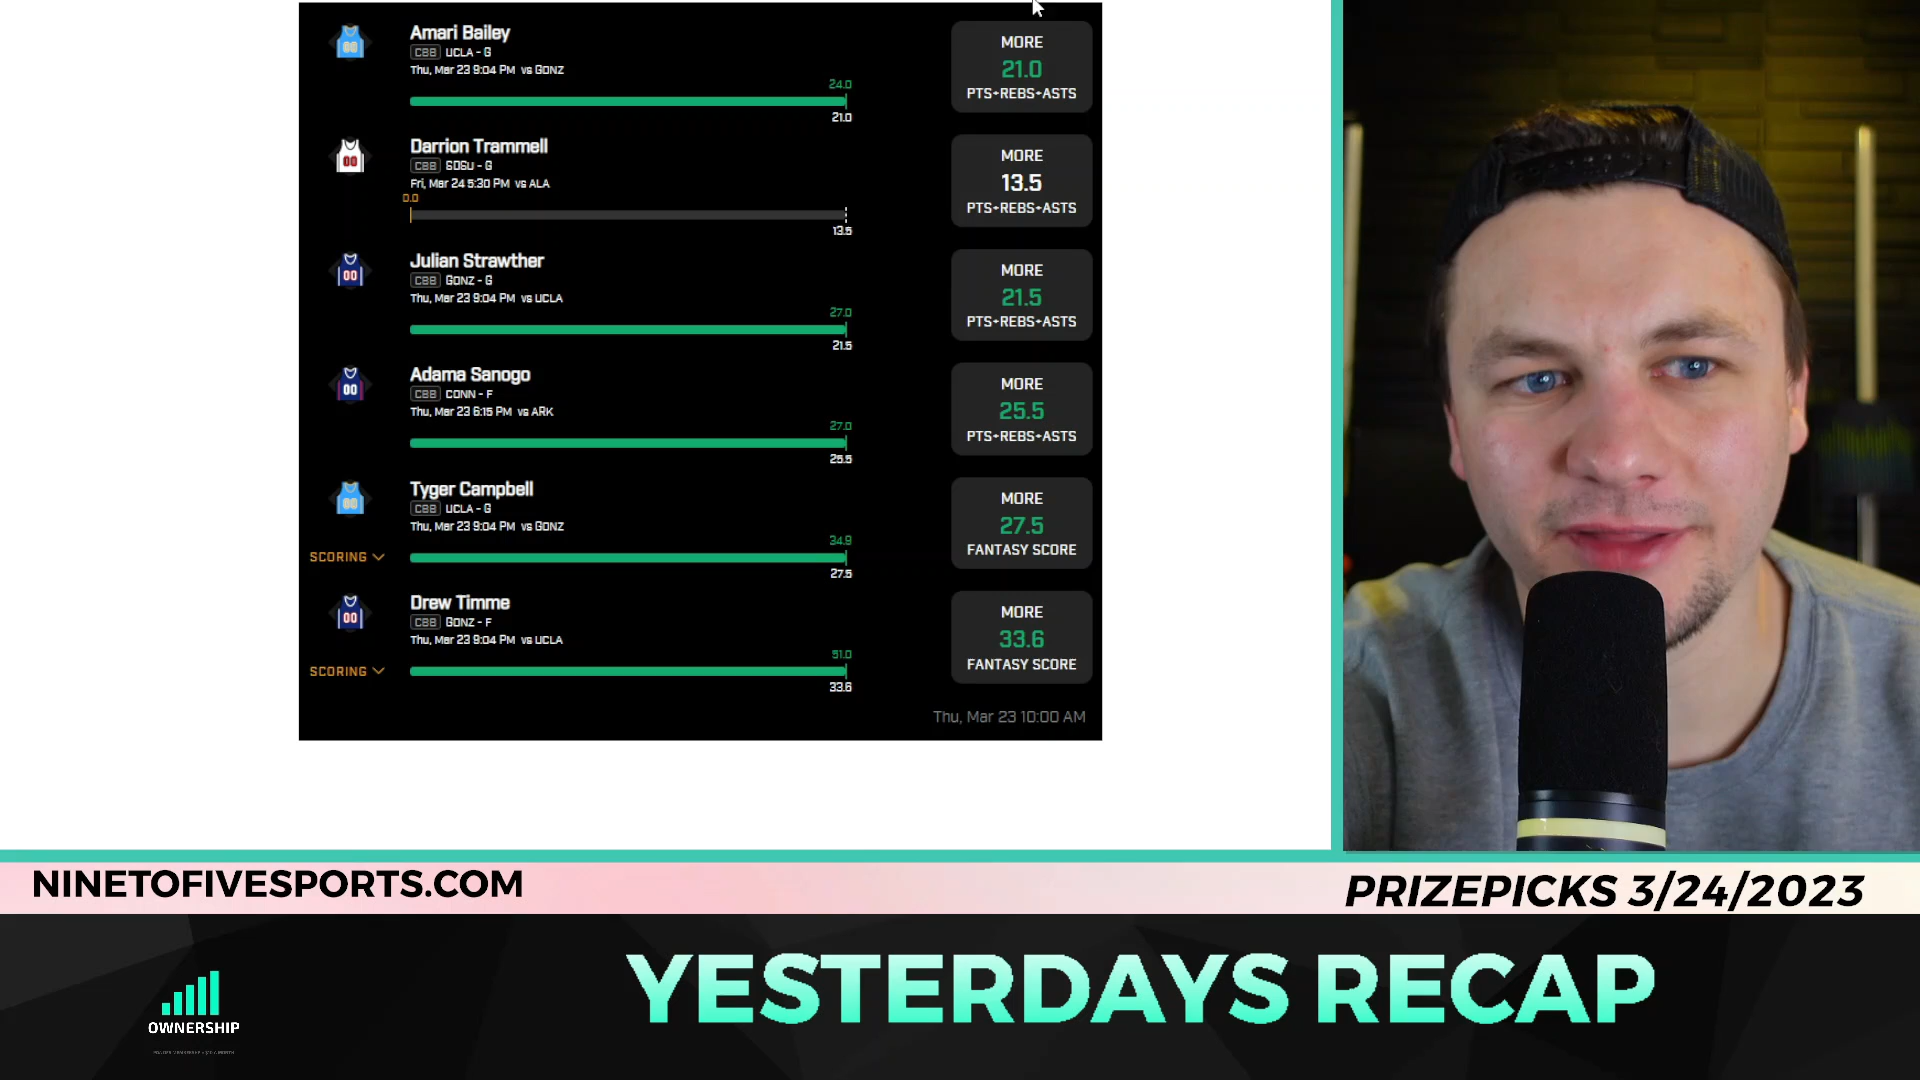 Amari Bailey
CBB UCLA - G
Thu, Mar 23 9:04 PM vs GONZ
24.0
21.0
MORE
21.0
PTS+REBS+ASTS
Darrion Trammell
CBB SDSU - G
Fri, Mar 24 5:30 PM vs ALA
0.0
13.5
MORE
13.5
PTS+REBS+ASTS
Julian Strawther
CBB GONZ - G
Thu, Mar 23 9:04 PM vs UCLA
27.0
21.5
MORE
21.5
PTS+REBS+ASTS
Adama Sanogo
CBB CONN - F
Thu, Mar 23 6:15 PM vs ARK
27.0
25.5
MORE
25.5
PTS+REBS+ASTS
Tyger Campbell
CBB UCLA - G
Thu, Mar 23 9:04 PM vs GONZ
34.9
SCORING
27.5
MORE
27.5
FANTASY SCORE
Drew Timme
CBB GONZ - F
Thu, Mar 23 9:04 PM vs UCLA
51.0
SCORING
33.6
MORE
33.6
FANTASY SCORE
Thu, Mar 23 10:00 AM
NINETOFIVESPORTS.COM
PRIZEPICKS 3/24/2023
YESTERDAYS RECAP
OWNERSHIP